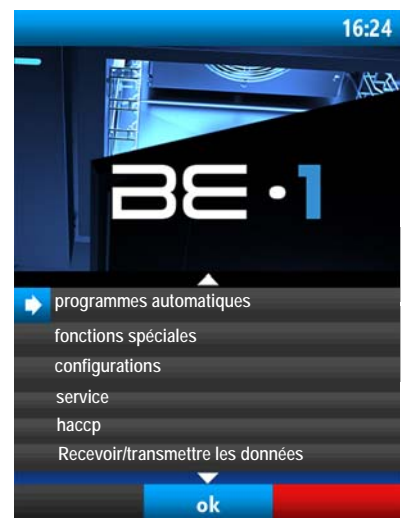 16:24
BE·1
programmes automatiques
fonctions spéciales
configurations
service
haccp
Recevoir/transmettre les données
ok